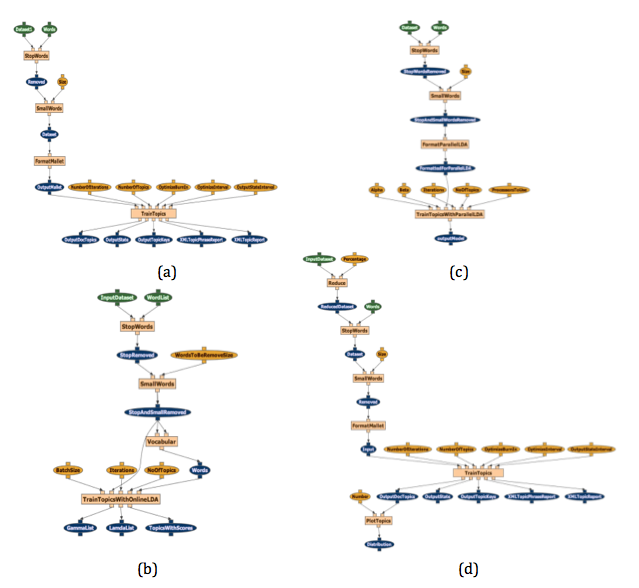 Dataset1 Words
StopWords
Removed Size
SmallWords
Dataset
FormatMallet
OutputMallet NumberOfIterations NumberOfTopics OptimizeBurnIn OptimizeInterval OutputStateInterval
TrainTopics
OutputDocTopics OutputState OutputTopicKeys XMLTopicPhraseReport XMLTopicReport
(a)
InputDataset WordList
StopWords
StopRemoved WordsToBeRemovedSize
SmallWords
StopAndSmallRemoved
Vocabular
BatchSize Iterations NoOfTopics Words
TrainTopicsWithOnlineLDA
GammaList LamdaList TopicsWithScores
(b)
Dataset Words
StopWords
StopWordsRemoved Size
SmallWords
StopAndSmallWordsRemoved
FormatParallelLDA
FormattedForParallelLDA
Alpha Beta Iterations NoOfTopics ProcessorsToUse
TrainTopicsWithParallelLDA
outputModel
(c)
InputDataset Percentage
Reduce
ReducedDataset Words
StopWords
Dataset Size
SmallWords
Removed
FormatMallet
Input NumberOfIterations NumberOfTopics OptimizeBurnIn OptimizeInterval OutputStateInterval
TrainTopics
Number OutputDocTopics OutputState OutputTopicKeys XMLTopicPhraseReport XMLTopicReport
PlotTopics
Distribution
(d)